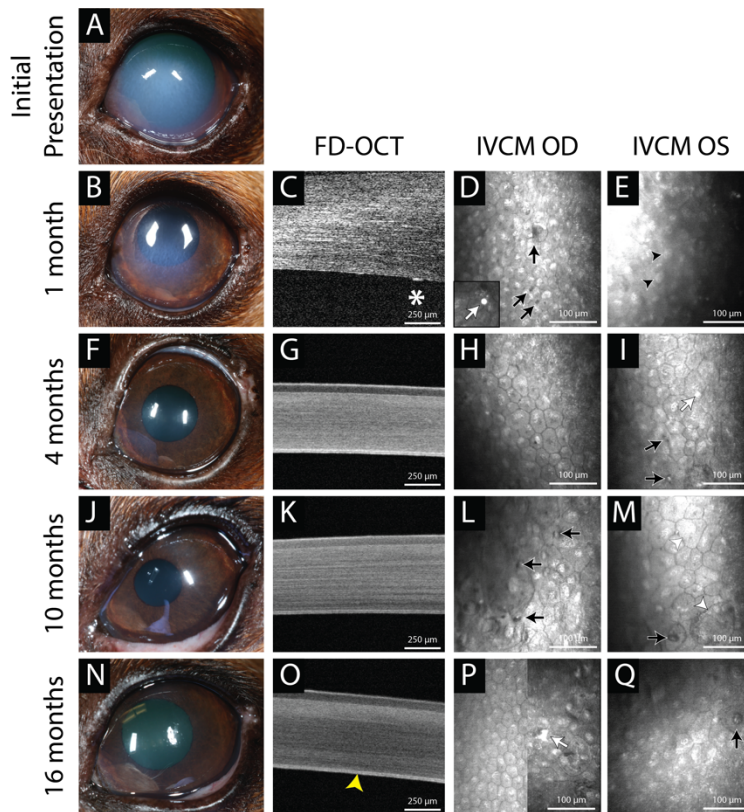 Initial
Presentation
A
FD-OCT
IVCM OD
IVCM OS
1 month
B
C
*
250 µm
D
100 µm
E
100 µm
4 months
F
G
250 µm
H
100 µm
I
100 µm
10 months
J
K
250 µm
L
100 µm
M
100 µm
16 months
N
O
250 µm
P
100 µm
Q
100 µm